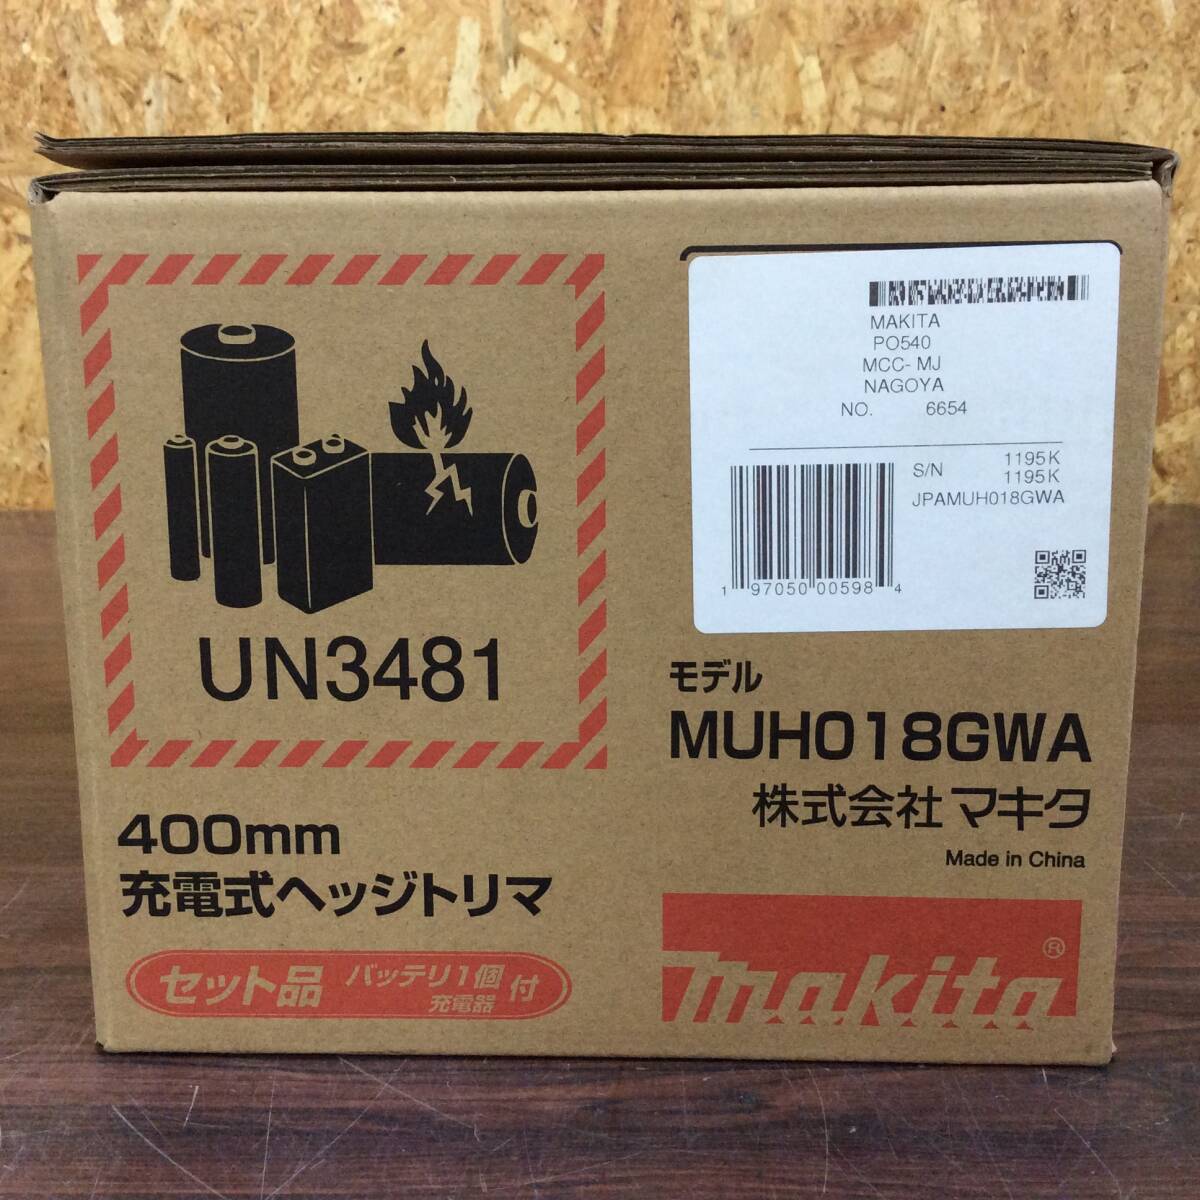 UN3481
400mm
充電式ヘッジトリマ
セット品 バッテリ1個 充電器 付
MAKITA
PO540
MCC- MJ
NAGOYA
NO. 6654
S/N 1195K
1195K
JPAMUH018GWA
1 97050 00598 4
モデル
MUH018GWA
株式会社 マキタ
Made in China
makita®